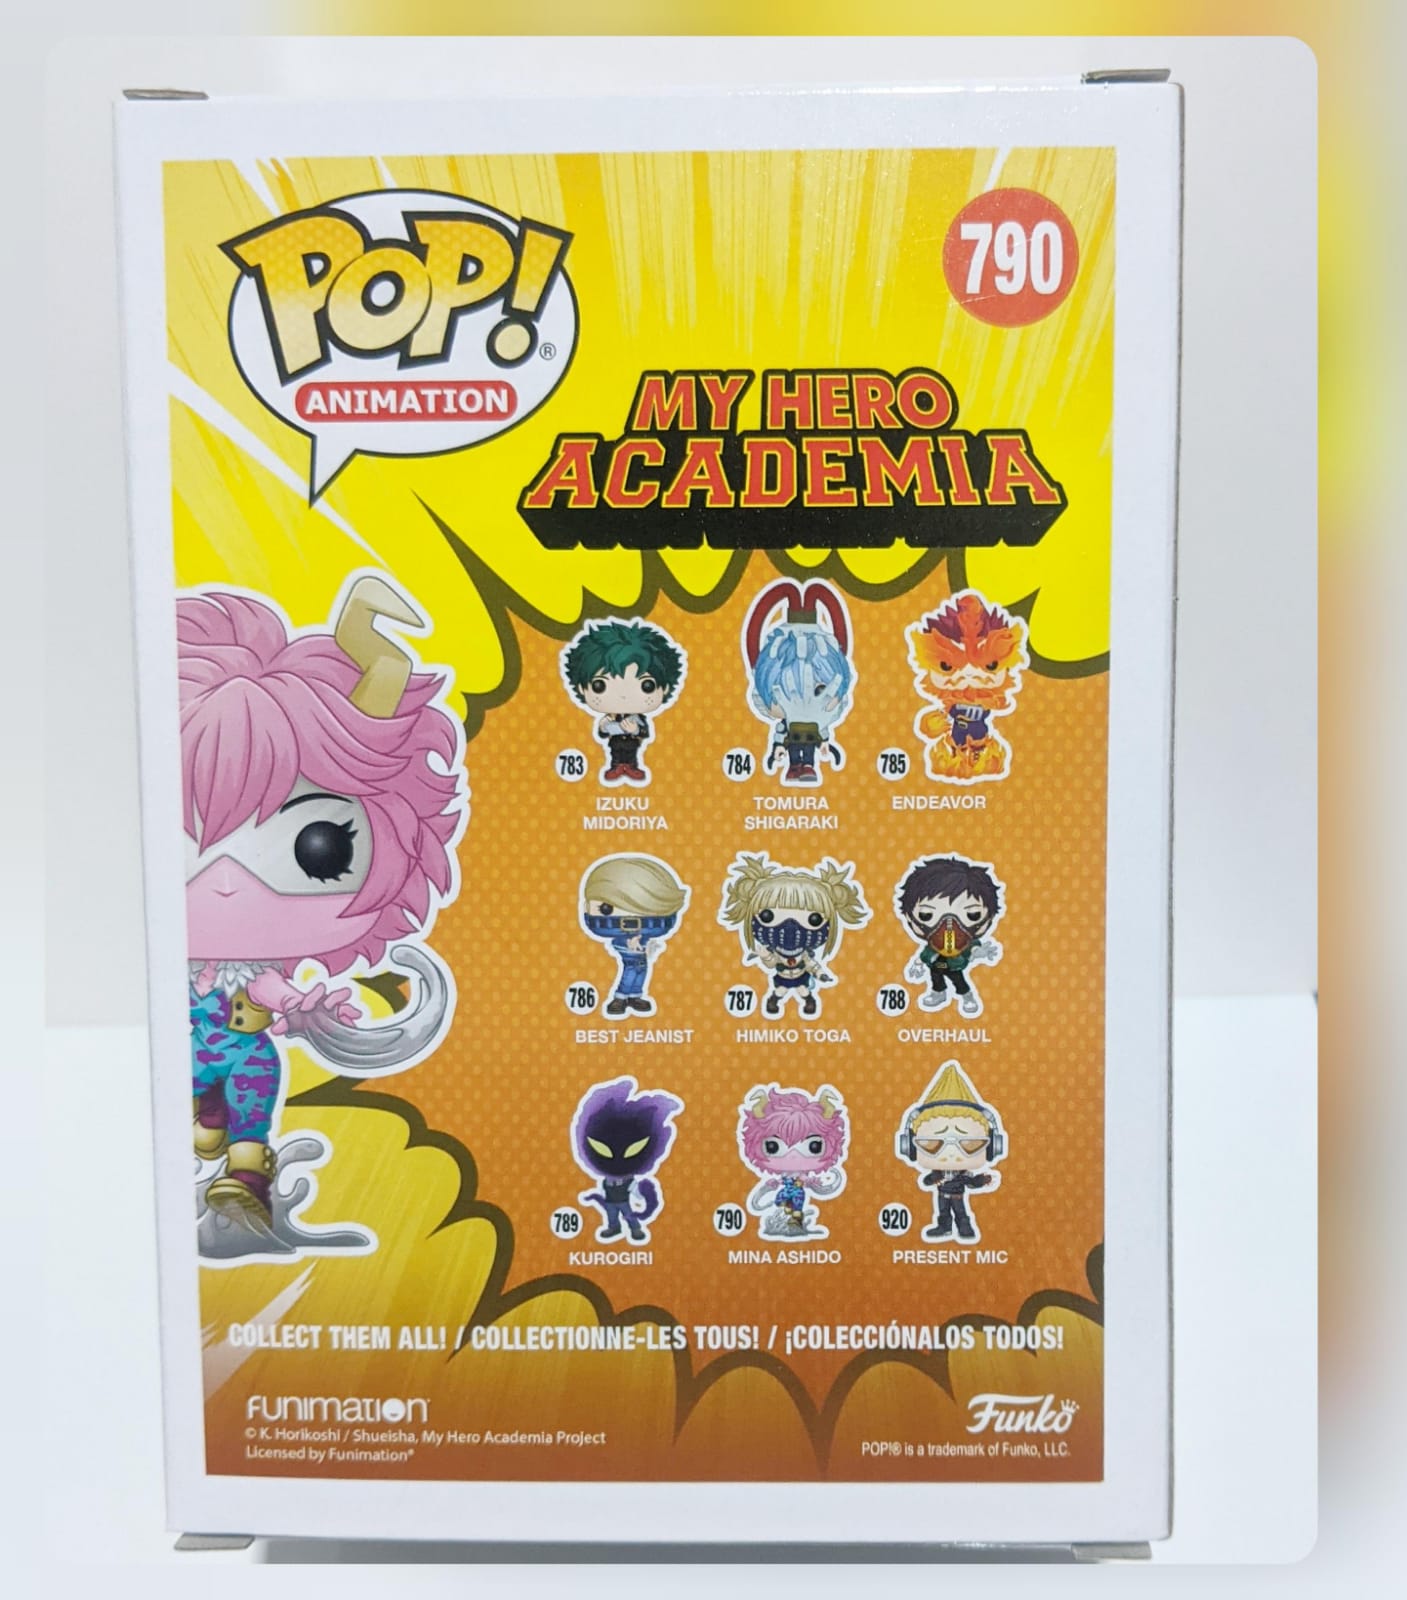 POP!®
ANIMATION
790
MY HERO
ACADEMIA
783
IZUKU
MIDORIYA
784
TOMURA
SHIGARAKI
785
ENDEAVOR
786
BEST JEANIST
787
HIMIKO TOGA
788
OVERHAUL
789
KUROGIRI
790
MINA ASHIDO
920
PRESENT MIC
COLLECT THEM ALL! / COLLECTIONNE-LES TOUS! / ¡COLECCIÓNALOS TODOS!
FUNIMATION
© K. Horikoshi / Shueisha, My Hero Academia Project
Licensed by Funimation®
Funko
POP!® is a trademark of Funko, LLC.